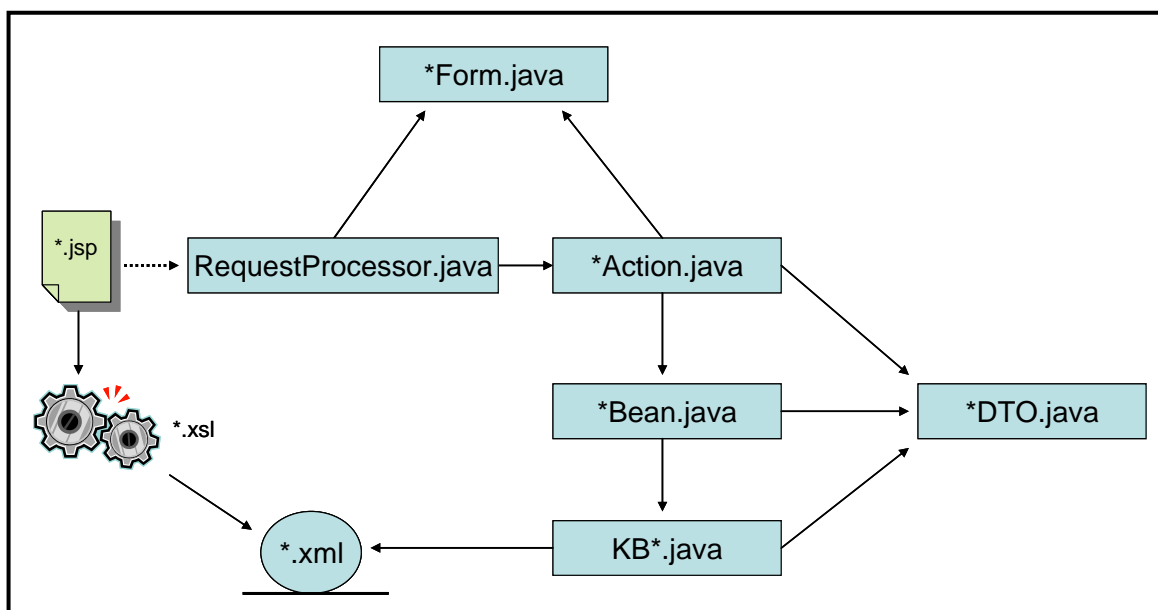 *Form.java
*.jsp
RequestProcessor.java
*Action.java
*.xsl
*Bean.java
*DTO.java
*.xml
KB*.java